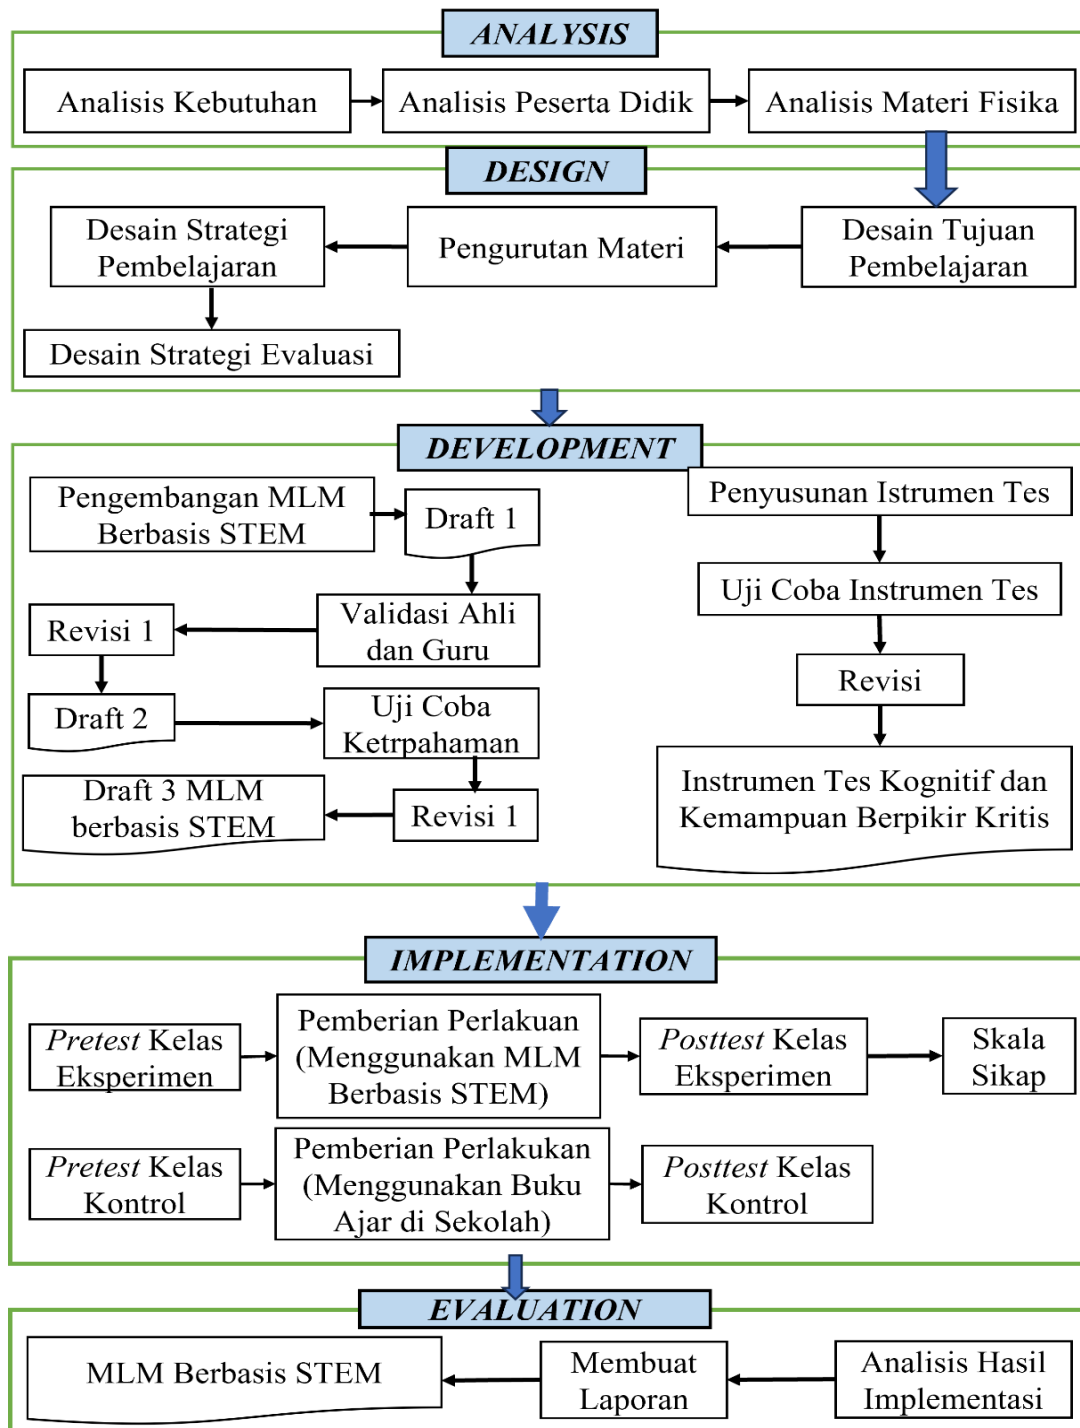 ANALYSIS
Analisis Kebutuhan
Analisis Peserta Didik
Analisis Materi Fisika
DESIGN
Desain Strategi
Pembelajaran
Pengurutan Materi
Desain Tujuan
Pembelajaran
Desain Strategi Evaluasi
DEVELOPMENT
Pengembangan MLM
Berbasis STEM
Draft 1
Validasi Ahli
dan Guru
Revisi 1
Draft 2
Uji Coba
Ketrpahaman
Revisi 1
Draft 3 MLM
berbasis STEM
Penyusunan Istrumen Tes
Uji Coba Instrumen Tes
Revisi
Instrumen Tes Kognitif dan
Kemampuan Berpikir Kritis
IMPLEMENTATION
Pretest Kelas
Eksperimen
Pemberian Perlakuan
(Menggunakan MLM
Berbasis STEM)
Posttest Kelas
Eksperimen
Skala
Sikap
Pretest Kelas
Kontrol
Pemberian Perlakukan
(Menggunakan Buku
Ajar di Sekolah)
Posttest Kelas
Kontrol
EVALUATION
MLM Berbasis STEM
Membuat
Laporan
Analisis Hasil
Implementasi